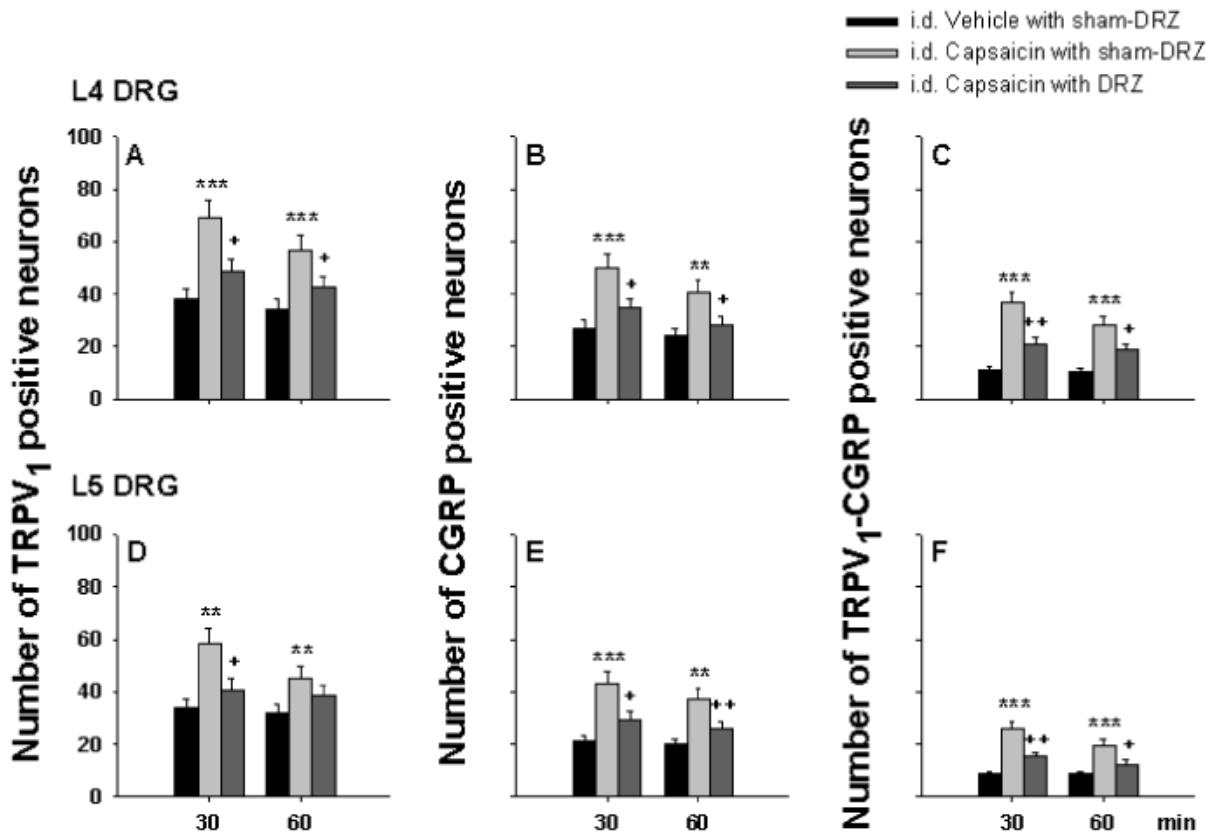 i.d. Vehicle with sham-DRZ
i.d. Capsaicin with sham-DRZ
i.d. Capsaicin with DRZ
L4 DRG
Number of TRPV1 positive neurons
100
80
60
40
20
0
A
***
+
***
+
Number of CGRP positive neurons
B
***
+
**
+
Number of TRPV1-CGRP positive neurons
C
***
++
***
+
L5 DRG
100
80
60
40
20
0
D
**
+
**
30
60
E
***
+
**
++
30
60
F
***
++
***
+
30
60
min